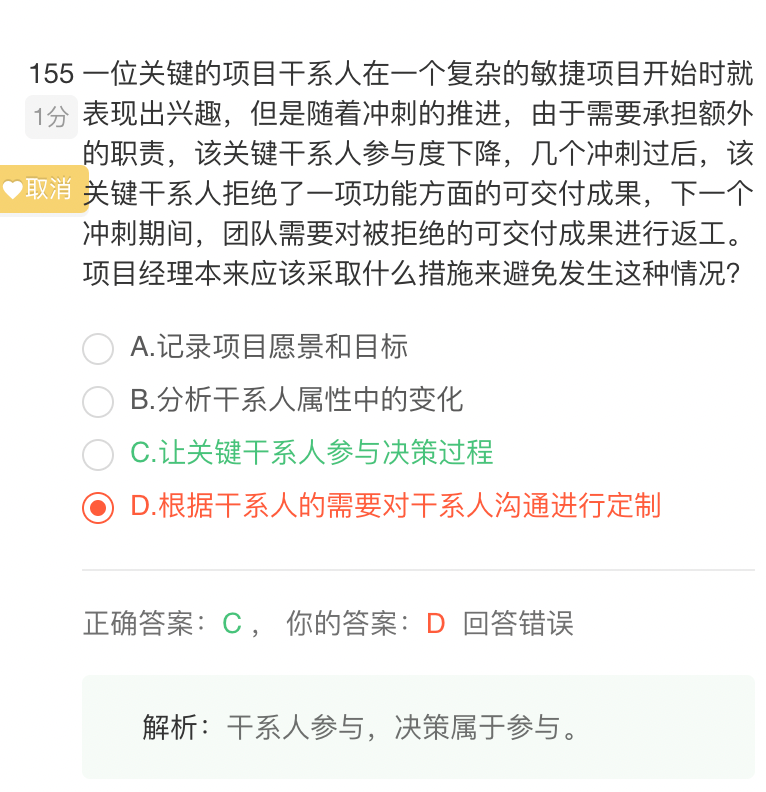 155 一位关键的项目干系人在一个复杂的敏捷项目开始时就
1分 表现出兴趣，但是随着冲刺的推进，由于需要承担额外
的职责，该关键干系人参与度下降，几个冲刺过后，该
取消 关键干系人拒绝了一项功能方面的可交付成果，下一个
冲刺期间，团队需要对被拒绝的可交付成果进行返工。
项目经理本来应该采取什么措施来避免发生这种情况？
A.记录项目愿景和目标
B.分析干系人属性中的变化
C.让关键干系人参与决策过程
D.根据干系人的需要对干系人沟通进行定制
正确答案：C ， 你的答案：D 回答错误
解析：干系人参与，决策属于参与。